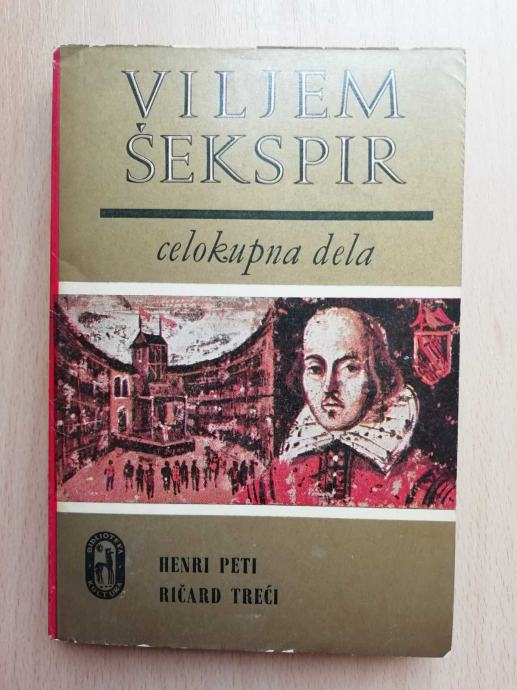 VILJEM
ŠEKSPIR
celokupna dela
BIBLIOTEKA
KULTURA
HENRI PETI
RIČARD TREĆI